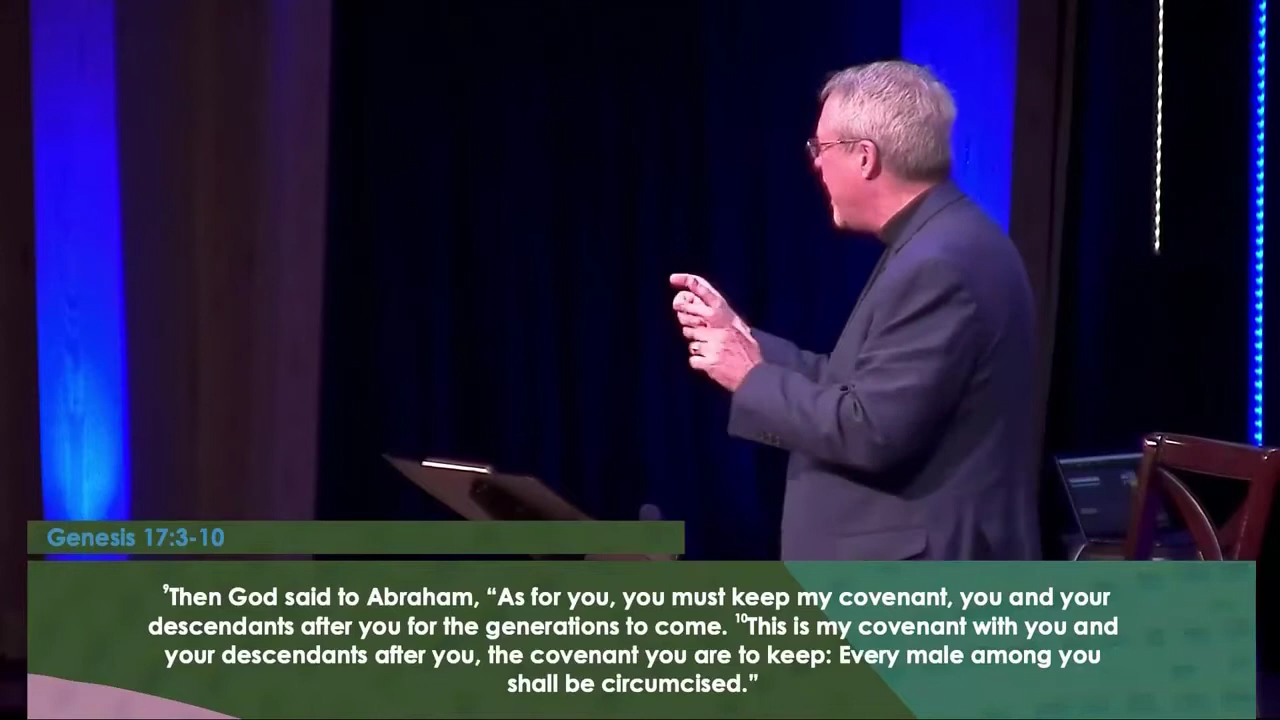 Genesis 17:3-10
⁹Then God said to Abraham, “As for you, you must keep my covenant, you and your
descendants after you for the generations to come. ¹⁰This is my covenant with you and
your descendants after you, the covenant you are to keep: Every male among you
shall be circumcised.”